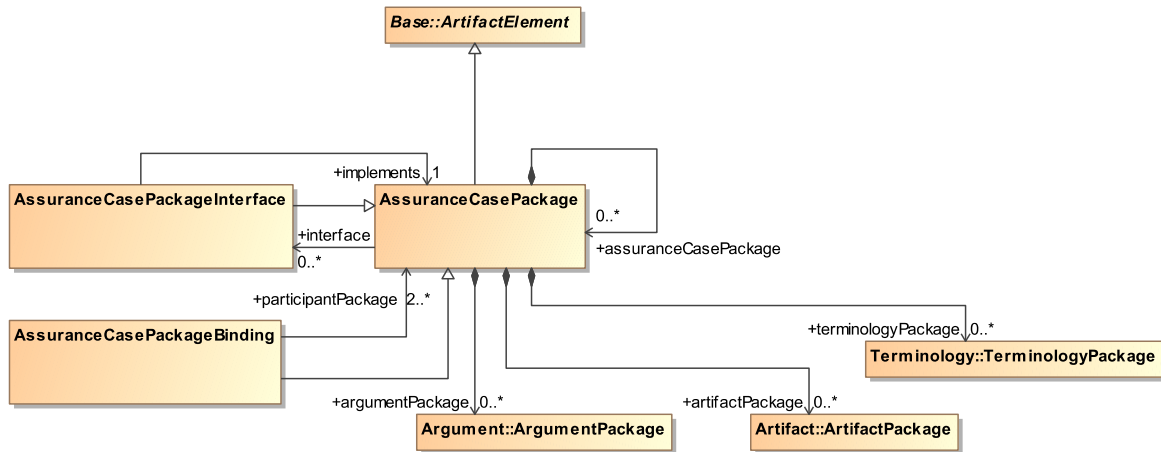 Base::ArtifactElement
+implements 1
AssuranceCasePackageInterface
AssuranceCasePackage
0..*
+interface
+assuranceCasePackage
0..*
+participantPackage 2..*
AssuranceCasePackageBinding
+terminologyPackage 0..*
Terminology::TerminologyPackage
+argumentPackage 0..*
+artifactPackage 0..*
Argument::ArgumentPackage
Artifact::ArtifactPackage